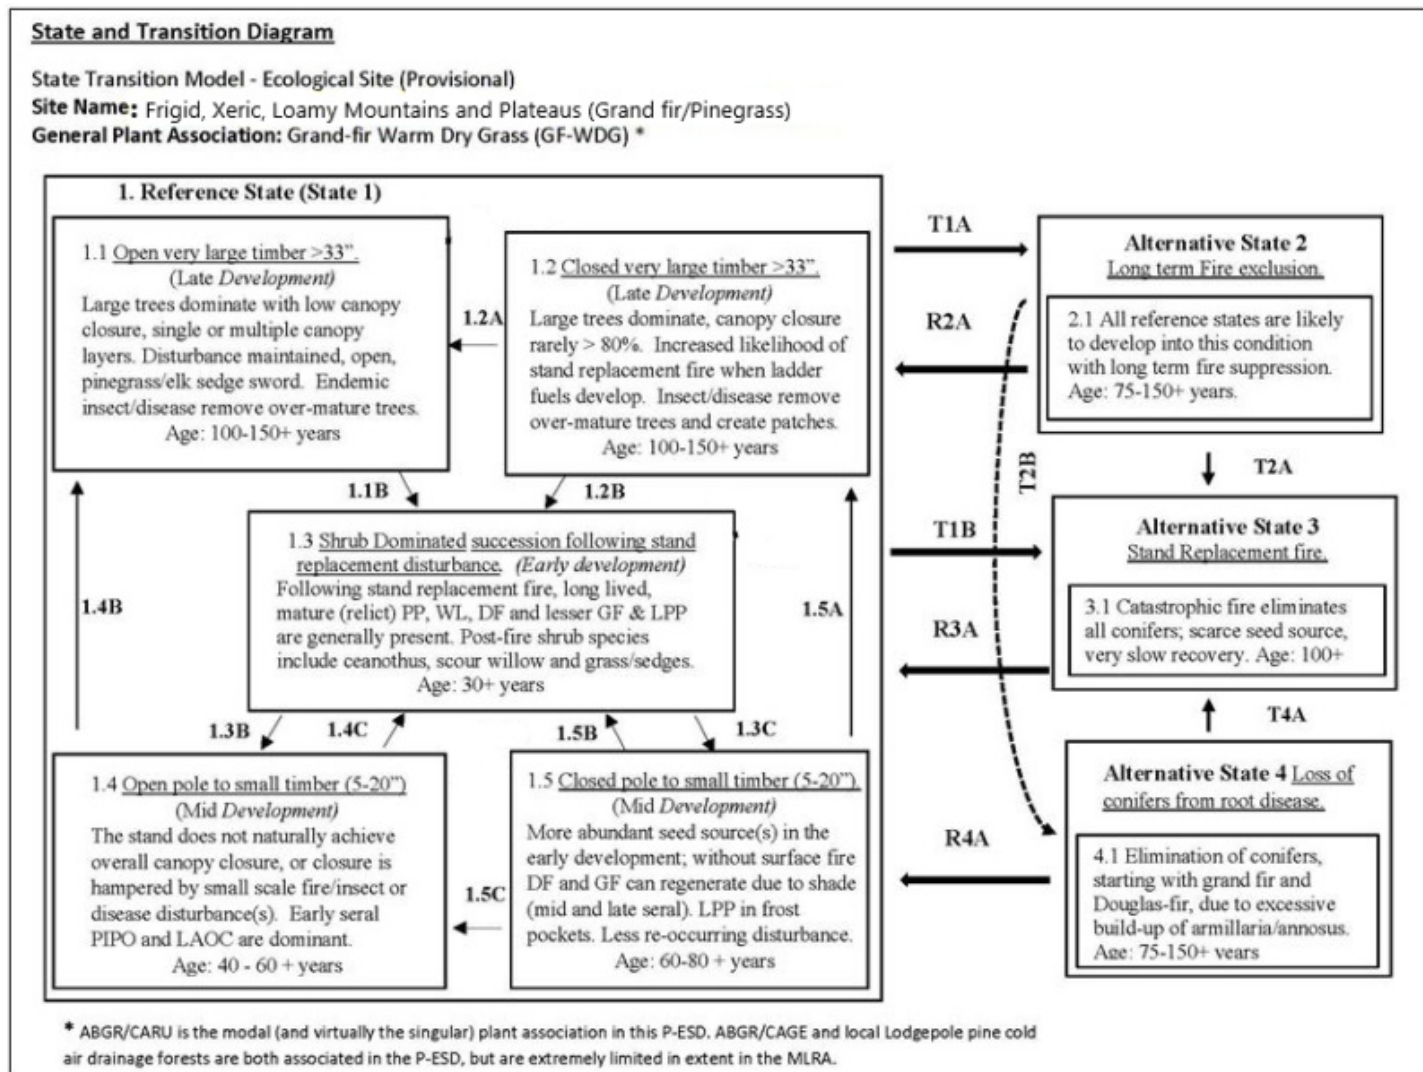 State and Transition Diagram
State Transition Model - Ecological Site (Provisional)
Site Name: Frigid, Xeric, Loamy Mountains and Plateaus (Grand fir/Pinegrass)
General Plant Association: Grand-fir Warm Dry Grass (GF-WDG) *
1. Reference State (State 1)
1.1 Open very large timber >33”.
(Late Development)
Large trees dominate with low canopy
closure, single or multiple canopy
layers. Disturbance maintained, open,
pinegrass/elk sedge sword. Endemic
insect/disease remove over-mature trees.
Age: 100-150+ years
1.2A
1.2 Closed very large timber >33”.
(Late Development)
Large trees dominate, canopy closure
rarely > 80%. Increased likelihood of
stand replacement fire when ladder
fuels develop. Insect/disease remove
over-mature trees and create patches.
Age: 100-150+ years
1.1B
1.2B
1.3 Shrub Dominated succession following stand
replacement disturbance. (Early development)
Following stand replacement fire, long lived,
mature (relict) PP, WL, DF and lesser GF & LPP
are generally present. Post-fire shrub species
include ceanothus, scour willow and grass/sedges.
Age: 30+ years
1.4B
1.5A
1.3B
1.4C
1.5B
1.3C
1.4 Open pole to small timber (5-20”)
(Mid Development)
The stand does not naturally achieve
overall canopy closure, or closure is
hampered by small scale fire/insect or
disease disturbance(s). Early seral
PIPO and LAOC are dominant.
Age: 40 - 60 + years
1.5C
1.5 Closed pole to small timber (5-20”).
(Mid Development)
More abundant seed source(s) in the
early development; without surface fire
DF and GF can regenerate due to shade
(mid and late seral). LPP in frost
pockets. Less re-occurring disturbance.
Age: 60-80 + years
T1A
R2A
T2B
T1B
R3A
R4A
Alternative State 2
Long term Fire exclusion.
2.1 All reference states are likely
to develop into this condition
with long term fire suppression.
Age: 75-150+ years.
T2A
Alternative State 3
Stand Replacement fire.
3.1 Catastrophic fire eliminates
all conifers; scarce seed source,
very slow recovery. Age: 100+
T4A
Alternative State 4 Loss of
conifers from root disease.
4.1 Elimination of conifers,
starting with grand fir and
Douglas-fir, due to excessive
build-up of armillaria/annosus.
Age: 75-150+ years
* ABGR/CARU is the modal (and virtually the singular) plant association in this P-ESD. ABGR/CAGE and local Lodgepole pine cold
air drainage forests are both associated in the P-ESD, but are extremely limited in extent in the MLRA.